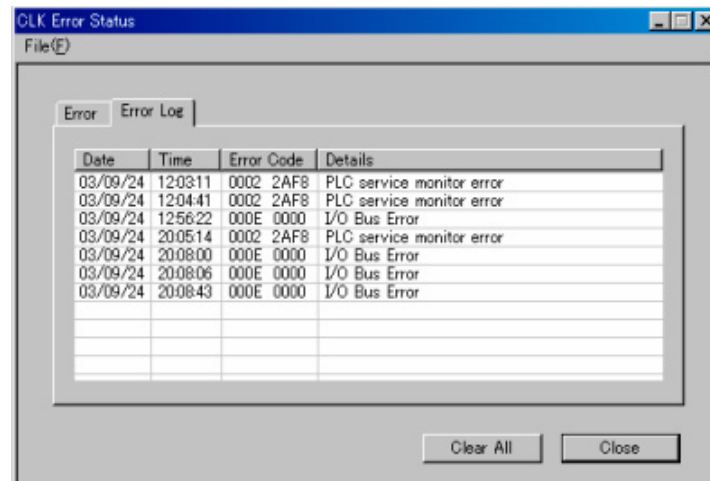 CLK Error Status
File(F)
Error Error Log
Date Time Error Code Details
03/09/24 12:03:11 0002 2AF8 PLC service monitor error
03/09/24 12:04:41 0002 2AF8 PLC service monitor error
03/09/24 12:56:22 000E 0000 I/O Bus Error
03/09/24 20:05:14 0002 2AF8 PLC service monitor error
03/09/24 20:08:00 000E 0000 I/O Bus Error
03/09/24 20:08:06 000E 0000 I/O Bus Error
03/09/24 20:08:43 000E 0000 I/O Bus Error
Clear All Close